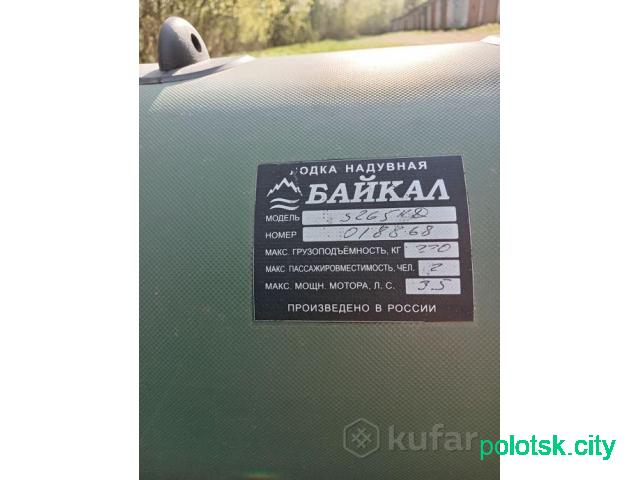 ЛОДКА НАДУВНАЯ
БАЙКАЛ
МОДЕЛЬ
НОМЕР 018868
МАКС. ГРУЗОПОДЪЁМНОСТЬ, КГ 220
МАКС. ПАССАЖИРОВМЕСТИМОСТЬ, ЧЕЛ. 2
МАКС. МОЩН. МОТОРА, Л. С. 3.5
ПРОИЗВЕДЕНО В РОССИИ
kufar
polotsk.city